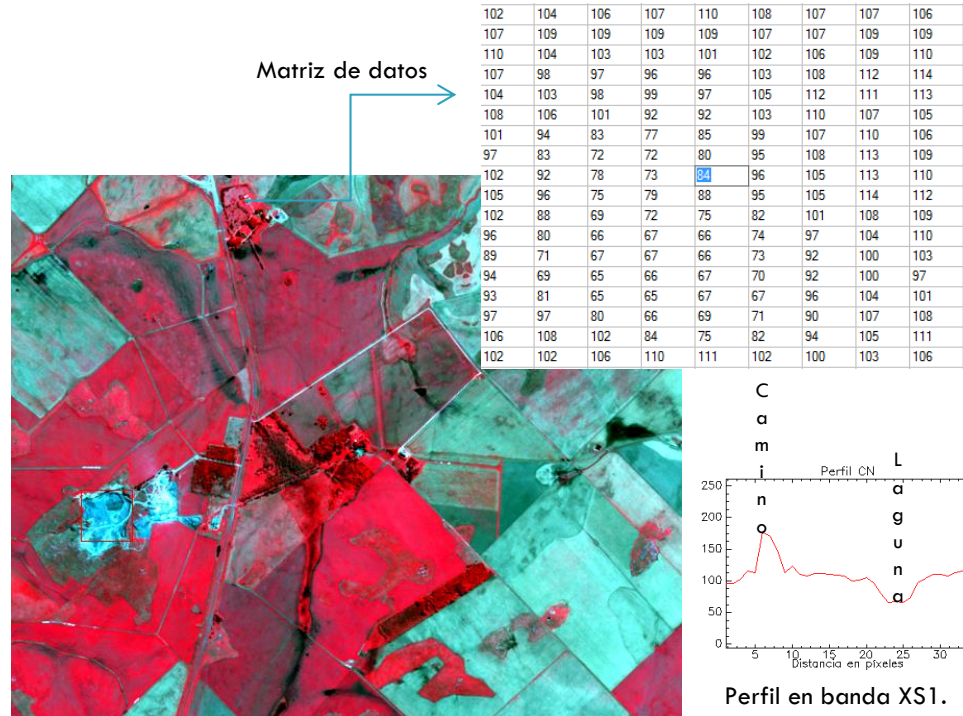 Matriz de datos
102 104 106 107 110 108 107 107 106
107 109 109 109 109 107 107 109 109
110 104 103 103 101 102 106 109 110
107 98 97 96 96 103 108 112 114
104 103 98 99 97 105 112 111 113
108 106 101 92 92 103 110 107 105
101 94 83 77 85 99 107 110 106
97 83 72 72 80 95 108 113 109
102 92 78 73 84 96 105 113 110
105 96 75 79 88 95 105 114 112
102 88 69 72 75 82 101 108 109
96 80 66 67 66 74 97 104 110
89 71 67 67 66 73 92 100 103
94 69 65 66 67 70 92 100 97
93 81 65 65 67 67 96 104 101
97 97 80 66 69 71 90 107 108
106 108 102 84 75 82 94 105 111
102 102 106 110 111 102 100 103 106
Camino
Laguna
Perfil CN
250
200
150
100
50
0
5 10 15 20 25 30
Distancia en píxeles
Perfil en banda XS1.